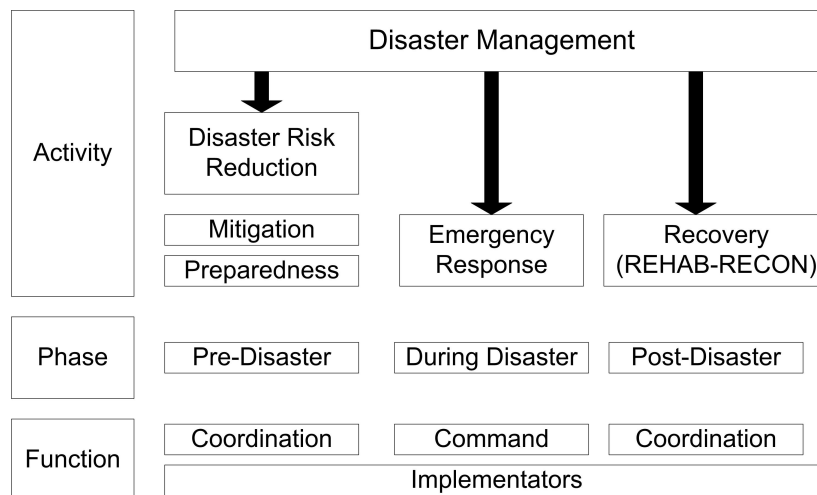 Disaster Management
Activity
Disaster Risk
Reduction
Mitigation
Preparedness
Emergency
Response
Recovery
(REHAB-RECON)
Phase
Pre-Disaster
During Disaster
Post-Disaster
Function
Coordination
Command
Coordination
Implementators